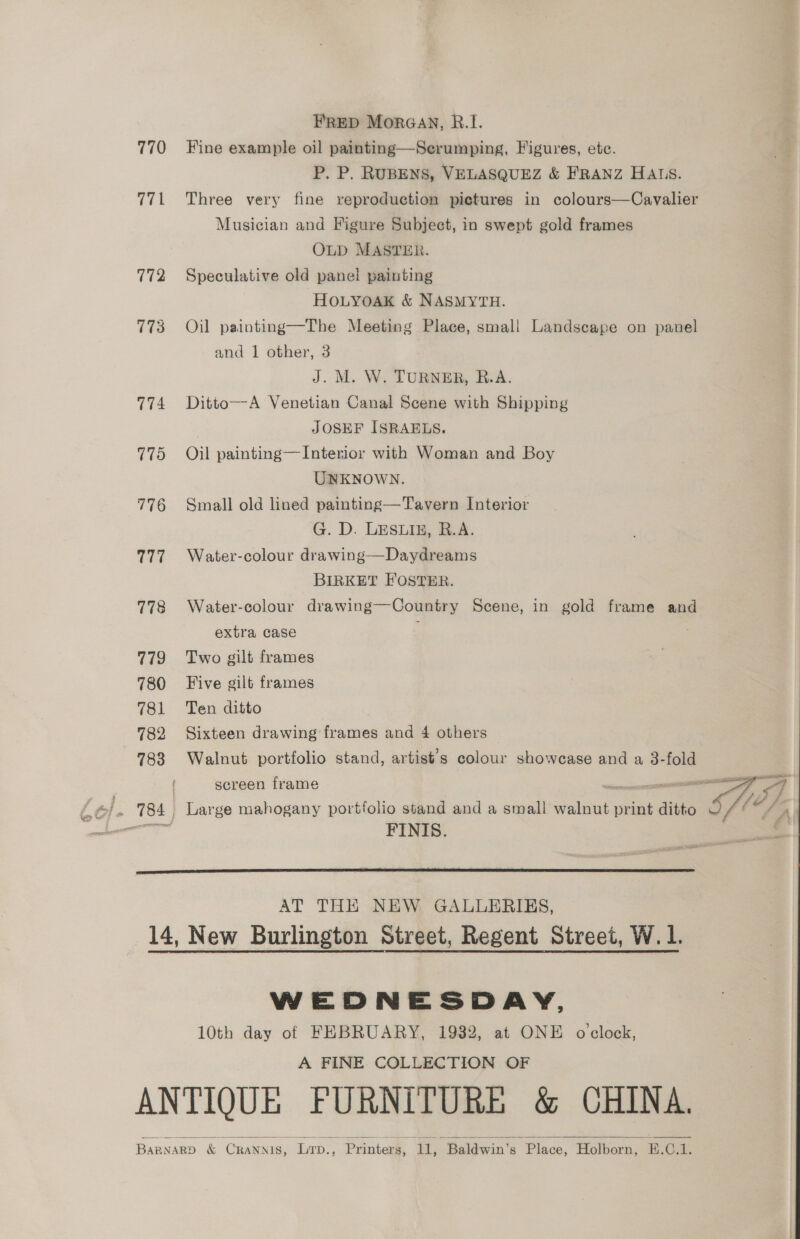 FRED MORGAN, R.I.
770 Fine example oil painting—Scrumping, Figures, etc.
P. P. RUBENS, VELASQUEZ & FRANZ HALS.
771 Three very fine reproduction pictures in colours—Cavalier
Musician and Figure Subject, in swept gold frames
OLD MASTER.
772 Speculative old panel painting
HOLYOAK & NASMYTH.
773 Oil painting—The Meeting Place, small Landscape on panel
and 1 other, 3
J. M. W. TURNER, R.A.
774 Ditto—A Venetian Canal Scene with Shipping
JOSEF ISRAELS.
775 Oil painting—Interior with Woman and Boy
UNKNOWN.
776 Small old lined painting—Tavern Interior
G. D. LESLIE, R.A.
777 Water-colour drawing—Daydreams
BIRKET FOSTER.
778 Water-colour drawing—Country Scene, in gold frame and
extra case
779 Two gilt frames
780 Five gilt frames
781 Ten ditto
782 Sixteen drawing frames and 4 others
783 Walnut portfolio stand, artist's colour showcase and a 3-fold
screen frame
784 Large mahogany portfolio stand and a small walnut print ditto
FINIS.
AT THE NEW GALLERIES,
14, New Burlington Street, Regent Street, W.1.
WEDNESDAY,
10th day of FEBRUARY, 1932, at ONE o'clock,
A FINE COLLECTION OF
ANTIQUE FURNITURE & CHINA.
BARNARD & CRANNIS, LTD., Printers, 11, Baldwin's Place, Holborn, E.C.1.